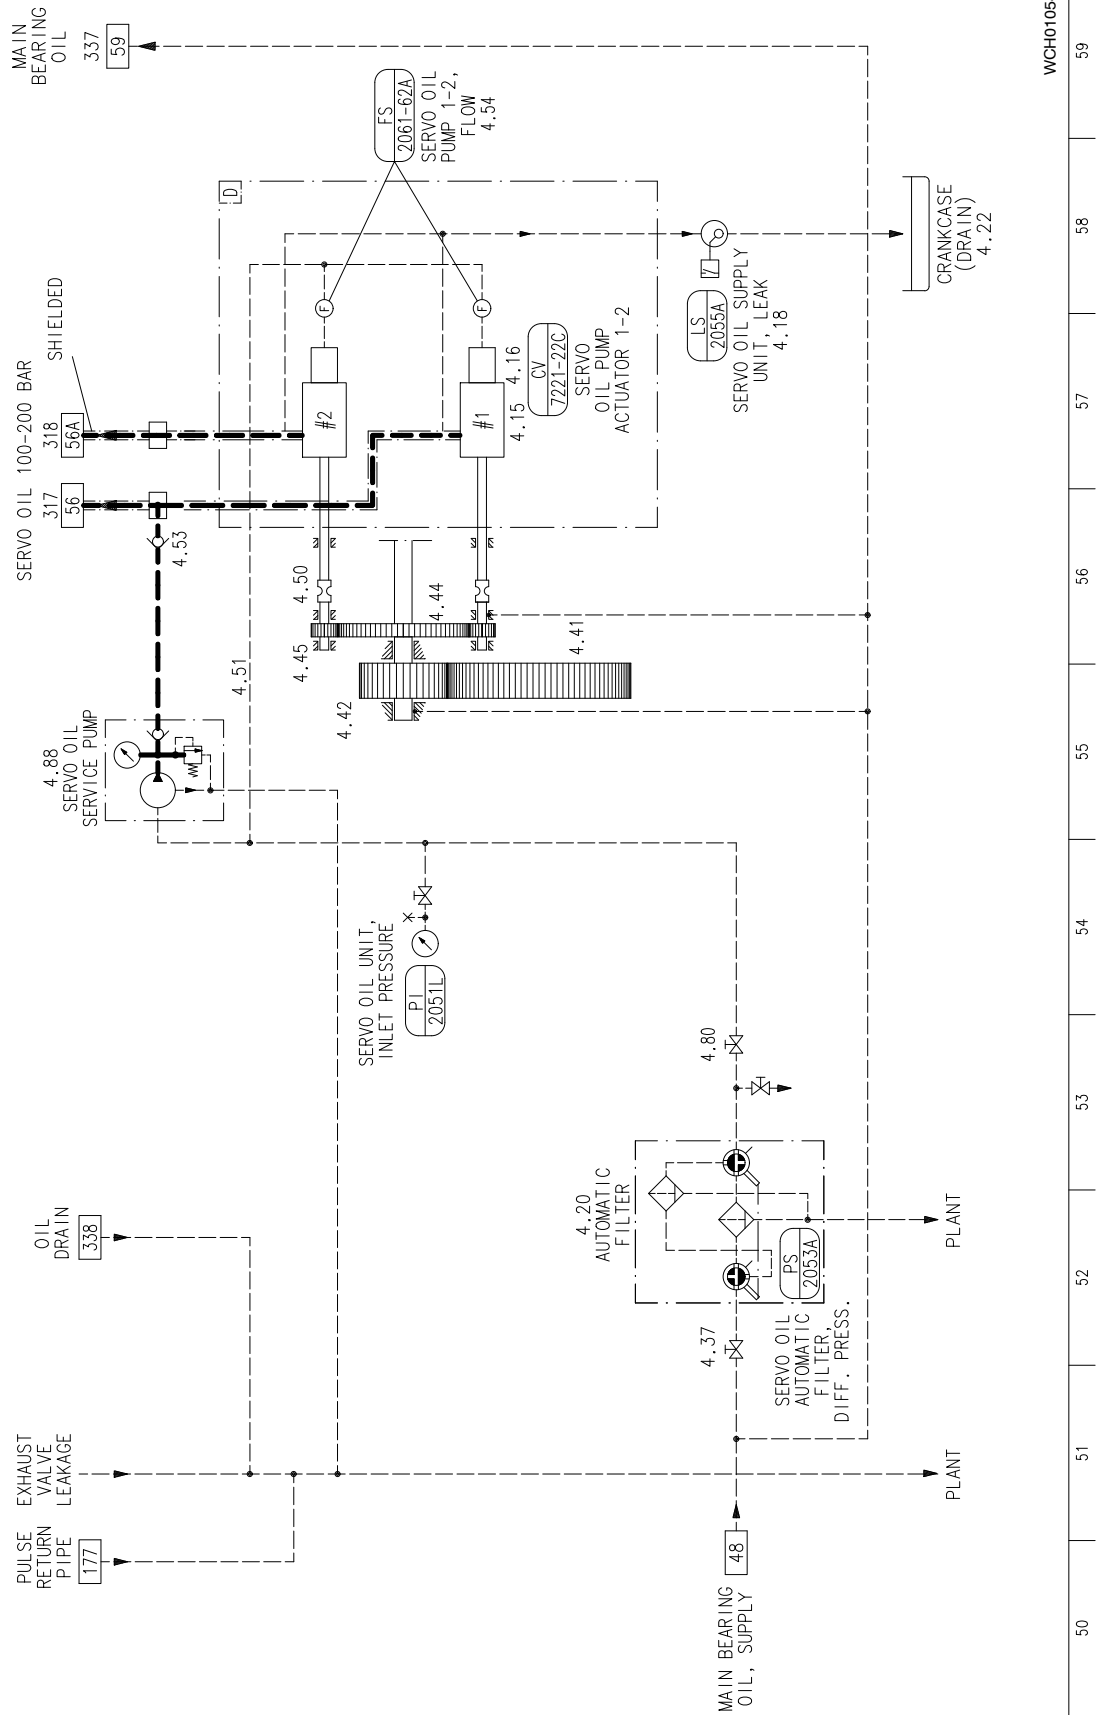 MAIN
BEARING
OIL
337
59
SERVO OIL 100-200 BAR
317
56
318
56A
SHIELDED
FS
2061-62A
SERVO OIL
PUMP 1-2,
FLOW
4.54
D
F
F
#2
#1
4.15
4.16
CV
7221-22C
SERVO
OIL PUMP
ACTUATOR 1-2
LS
2055A
SERVO OIL SUPPLY
UNIT, LEAK
4.18
CRANKCASE
(DRAIN)
4.22
4.53
4.50
4.44
4.51
4.45
4.41
4.42
4.88
SERVO OIL
SERVICE PUMP
SERVO OIL UNIT,
INLET PRESSURE
PI
2051L
4.80
4.20
AUTOMATIC
FILTER
PS
2053A
SERVO OIL
AUTOMATIC
FILTER,
DIFF. PRESS.
4.37
PLANT
OIL
DRAIN
338
EXHAUST
VALVE
LEAKAGE
PULSE
RETURN
PIPE
177
PLANT
48
MAIN BEARING
OIL, SUPPLY
50
51
52
53
54
55
56
57
58
59
WCH0105